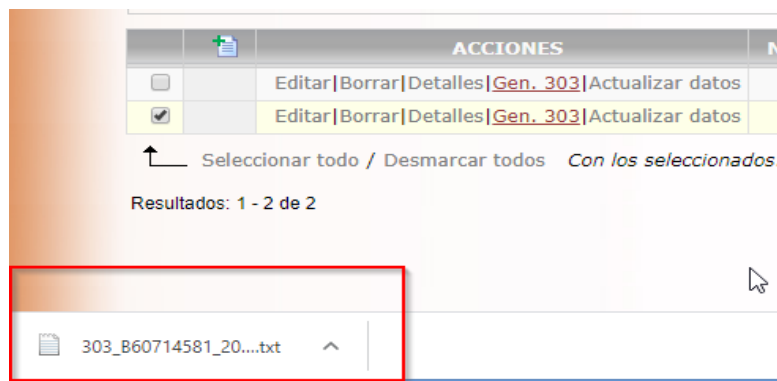 ACCIONES N
Editar|Borrar|Detalles|Gen. 303|Actualizar datos
Editar|Borrar|Detalles|Gen. 303|Actualizar datos
Seleccionar todo / Desmarcar todos Con los seleccionados
Resultados: 1 - 2 de 2
303_B60714581_20....txt